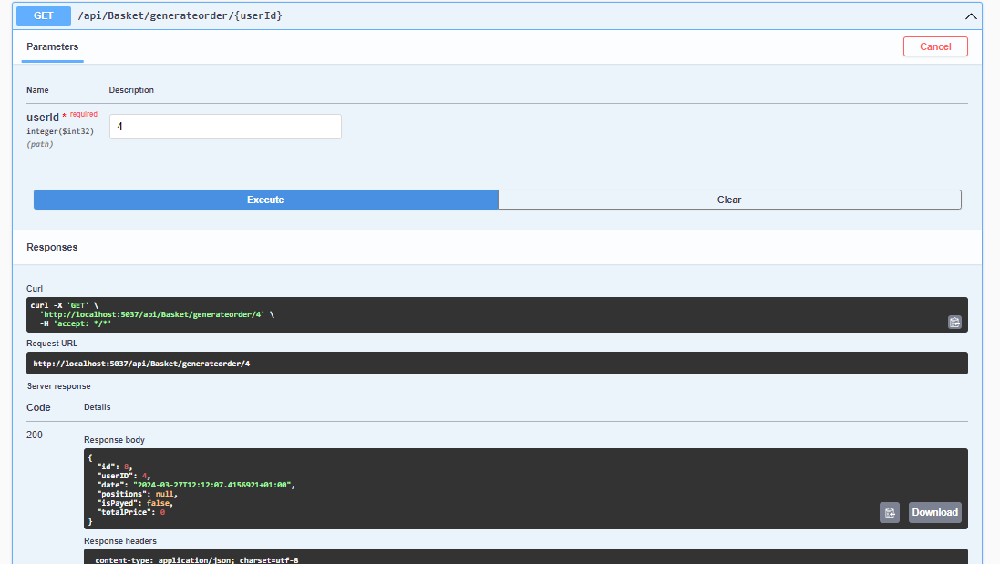 GET /api/Basket/generateorder/{userId}
Parameters
Cancel
Name Description
userId * required
integer($int32)
(path)
4
Execute Clear
Responses
Curl
curl -X 'GET' \
'http://localhost:5037/api/Basket/generateorder/4' \
-H 'accept: */*'
Request URL
http://localhost:5037/api/Basket/generateorder/4
Server response
Code Details
200
Response body
{
"id": 8,
"userID": 4,
"date": "2024-03-27T12:12:07.4156921+01:00",
"positions": null,
"isPayed": false,
"totalPrice": 0
}
Download
Response headers
content-type: application/json; charset=utf-8